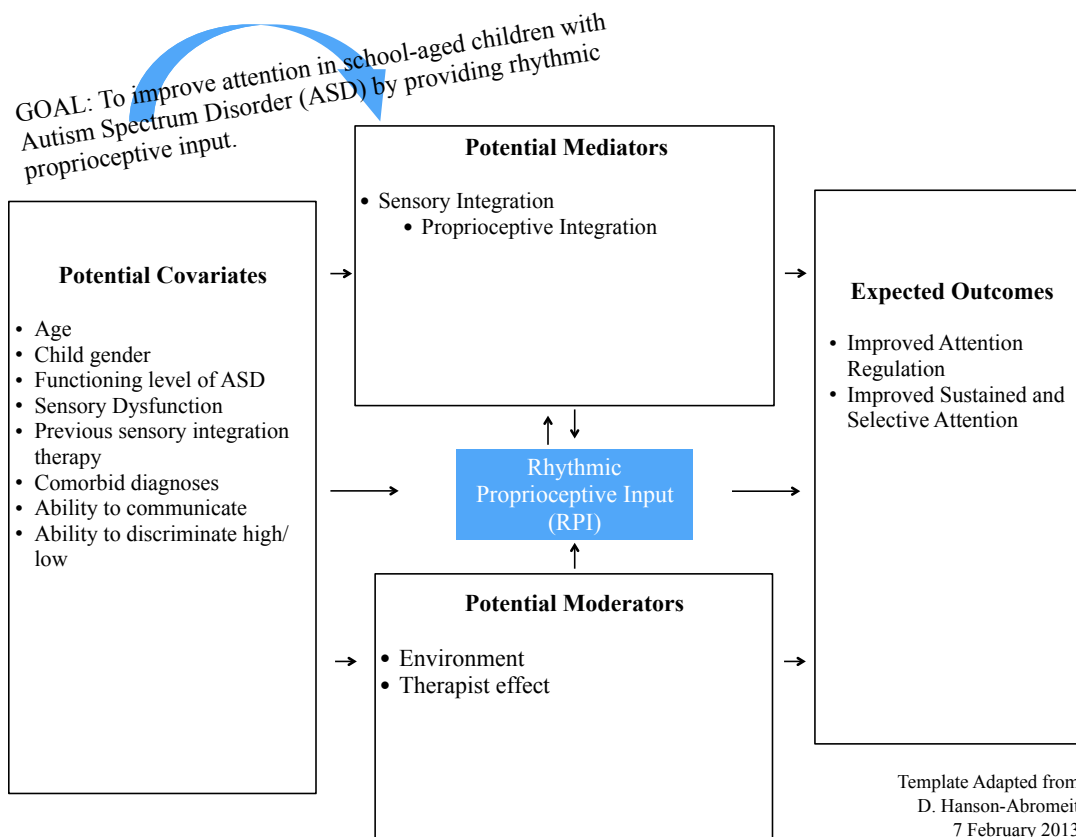 GOAL: To improve attention in school-aged children with
Autism Spectrum Disorder (ASD) by providing rhythmic
proprioceptive input.
Potential Covariates
• Age
• Child gender
• Functioning level of ASD
• Sensory Dysfunction
• Previous sensory integration
therapy
• Comorbid diagnoses
• Ability to communicate
• Ability to discriminate high/
low
Potential Mediators
• Sensory Integration
• Proprioceptive Integration
Rhythmic
Proprioceptive Input
(RPI)
Potential Moderators
• Environment
• Therapist effect
Expected Outcomes
• Improved Attention
Regulation
• Improved Sustained and
Selective Attention
Template Adapted from
D. Hanson-Abromeit
7 February 2013